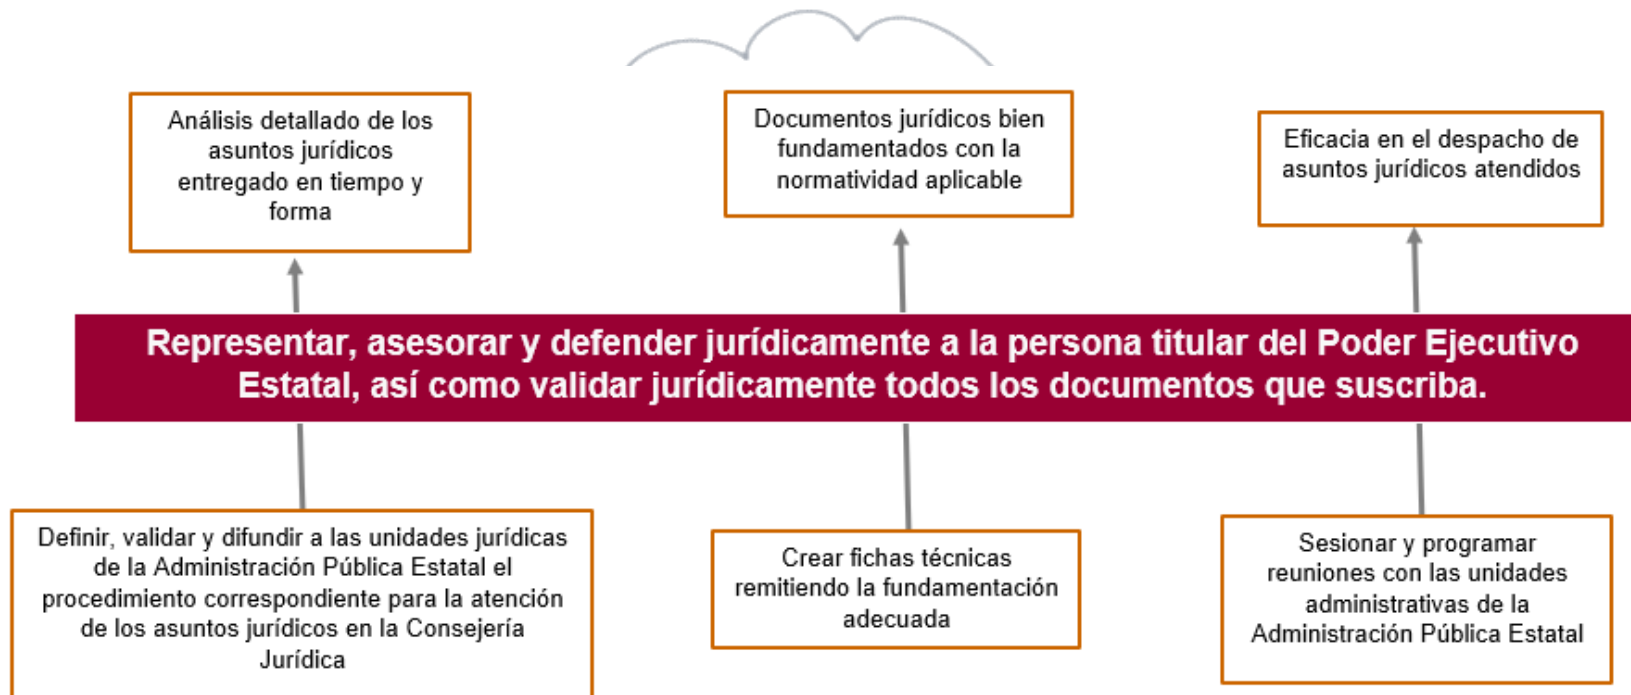 Análisis detallado de los
asuntos jurídicos
entregado en tiempo y
forma
Documentos jurídicos bien
fundamentados con la
normatividad aplicable
Eficacia en el despacho de
asuntos jurídicos atendidos
Representar, asesorar y defender jurídicamente a la persona titular del Poder Ejecutivo
Estatal, así como validar jurídicamente todos los documentos que suscriba.
Definir, validar y difundir a las unidades jurídicas
de la Administración Pública Estatal el
procedimiento correspondiente para la atención
de los asuntos jurídicos en la Consejería
Jurídica
Crear fichas técnicas
remitiendo la fundamentación
adecuada
Sesionar y programar
reuniones con las unidades
administrativas de la
Administración Pública Estatal